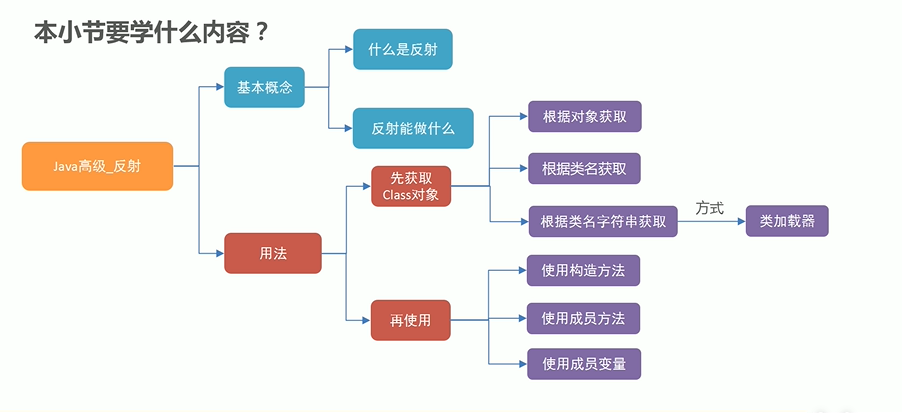 本小节要学什么内容？
Java高级_反射
基本概念
什么是反射
反射能做什么
用法
先获取
Class对象
根据对象获取
根据类名获取
根据类名字符串获取
方式
类加载器
再使用
使用构造方法
使用成员方法
使用成员变量